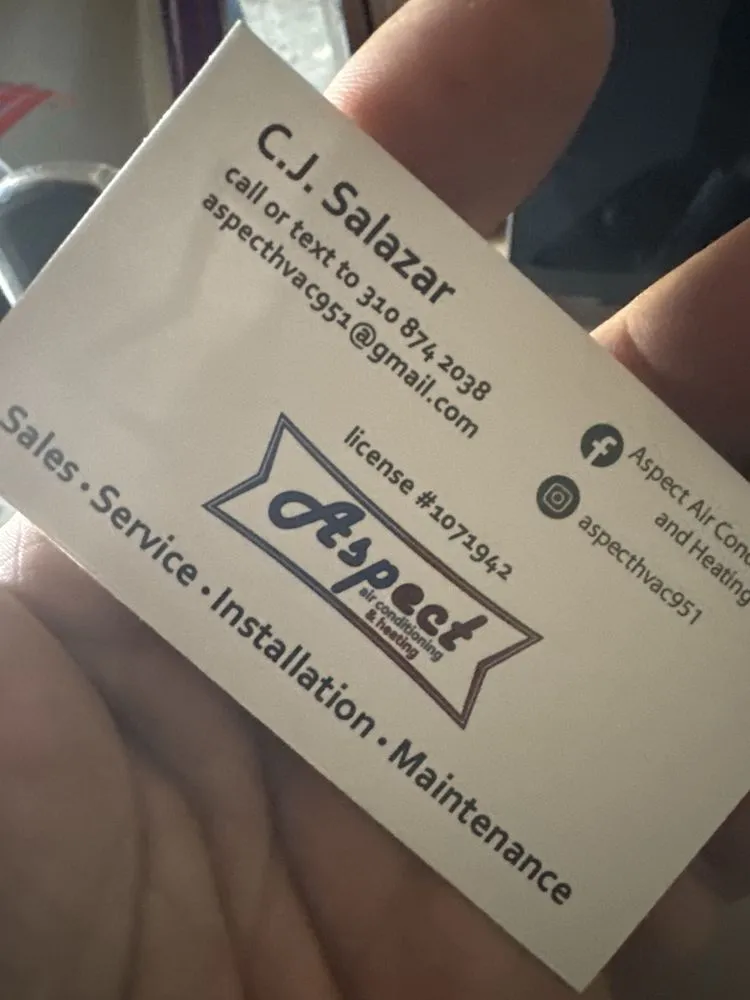 C.J. Salazar
call or text to 310 874 2038
aspecthvac951@gmail.com
license #1071942
Aspect
air conditioning
& heating
Aspect Air Cond
and Heating
aspecthvac951
Sales • Service • Installation • Maintenance